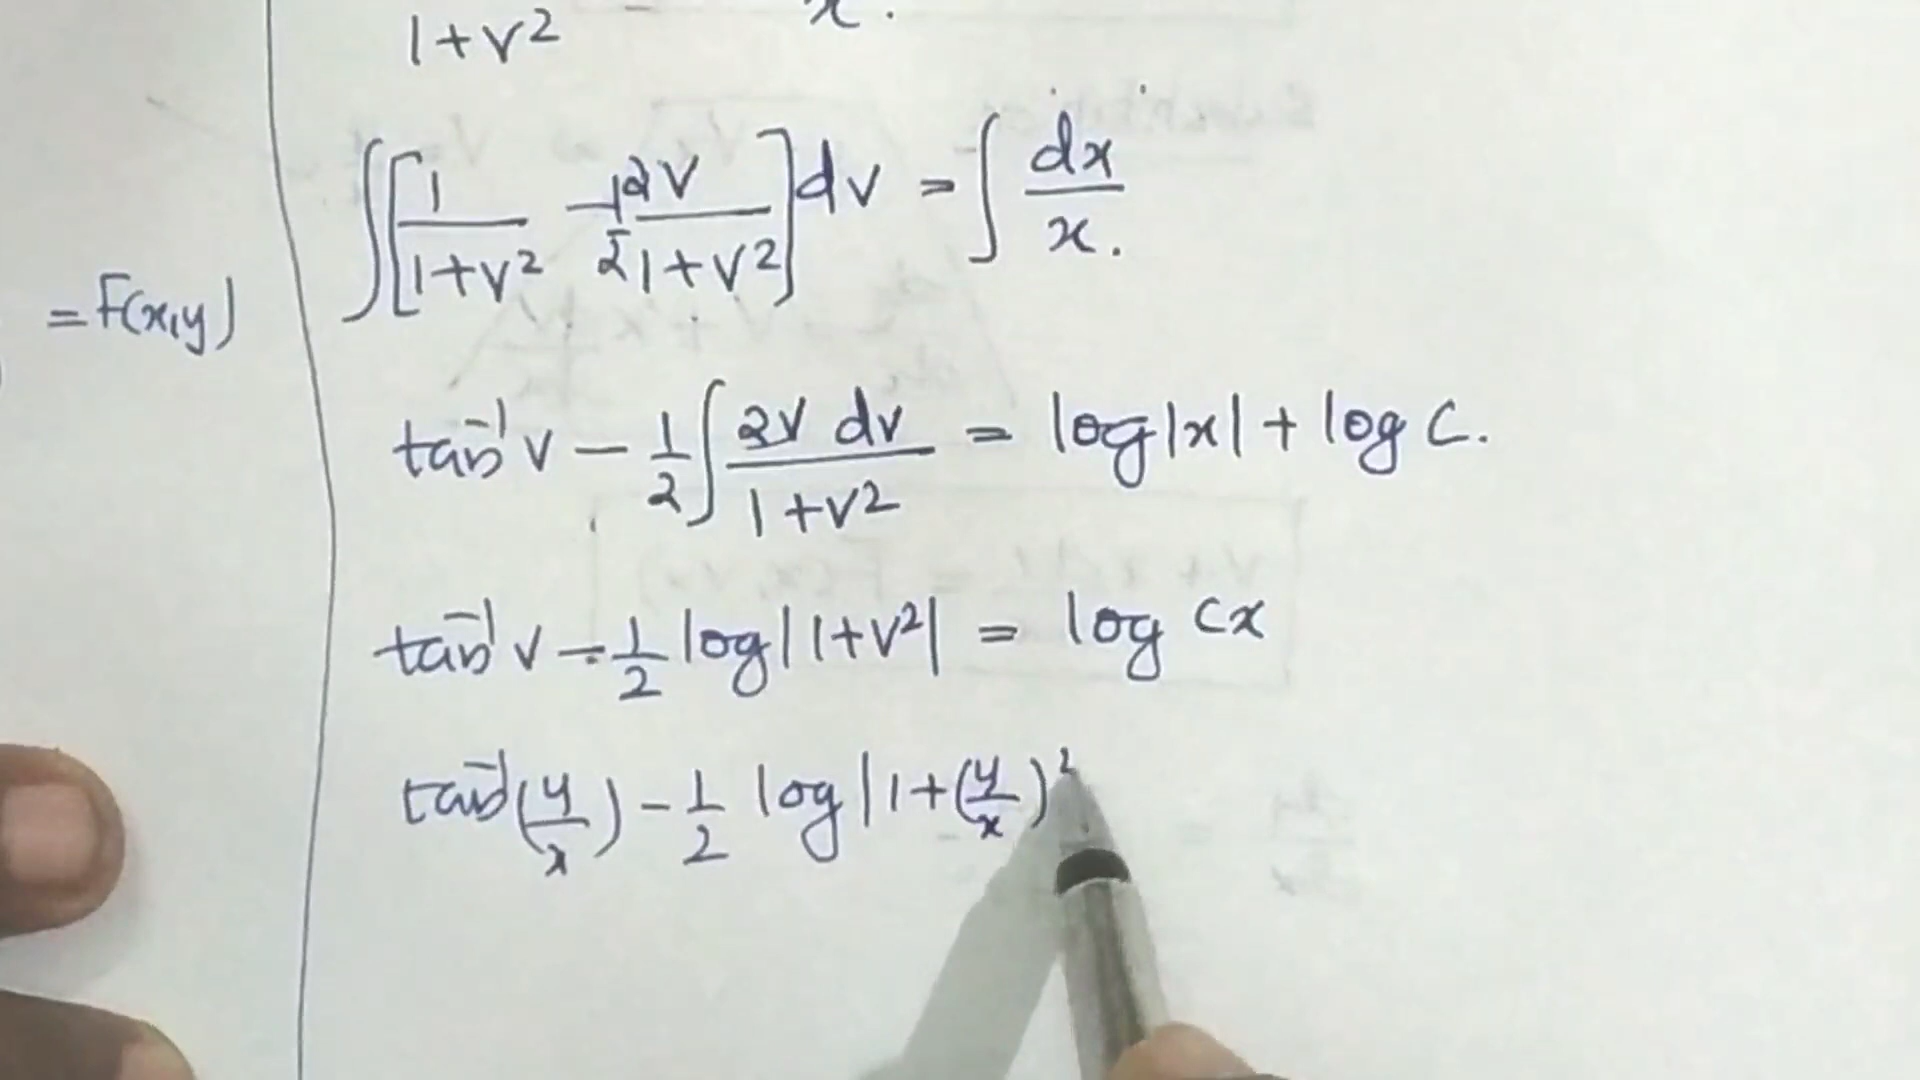 1+v² = x.
∫[1/(1+v²) - 1/2 2v/(1+v²)]dv = ∫dx/x.
= F(x,y)
tan⁻¹v - 1/2 ∫ 2v dv/(1+v²) = log|x| + log C.
tan⁻¹v - 1/2 log|1+v²| = log Cx
tan⁻¹(y/x) - 1/2 log|1+(y/x)²